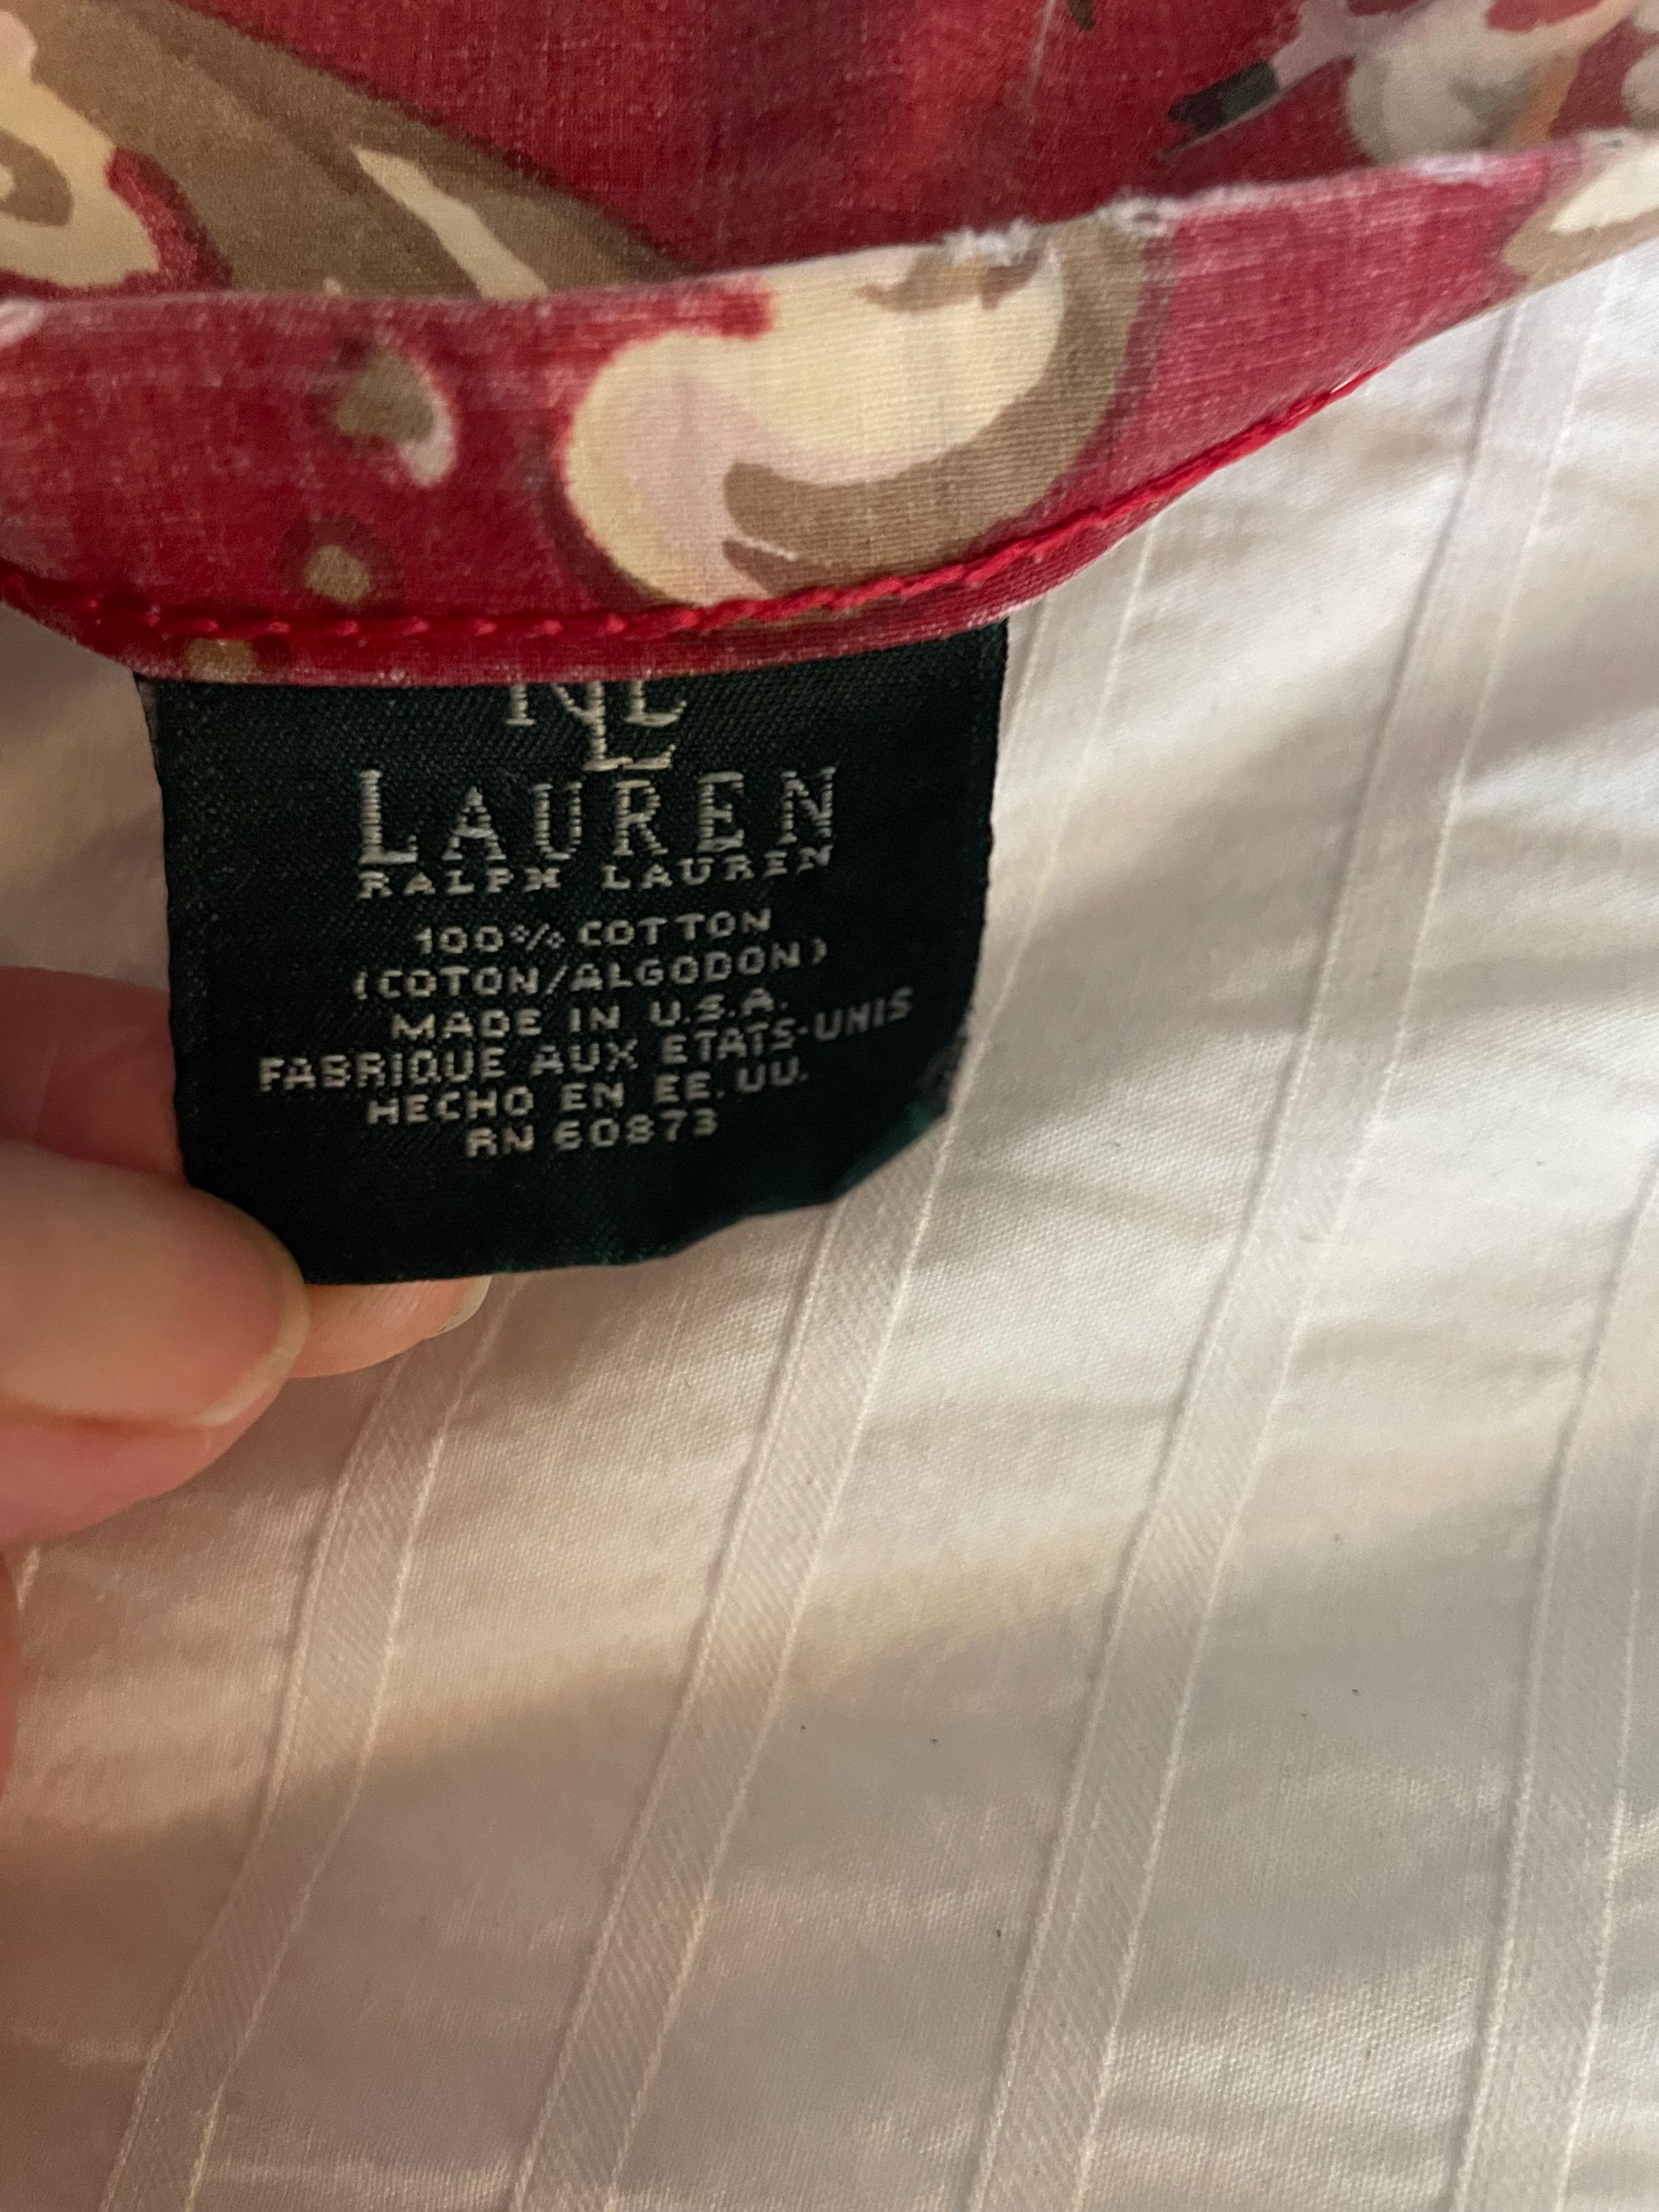 LAUREN
RALPH LAUREN
100% COTTON
(COTON/ALGODON)
MADE IN U.S.A.
FABRIQUE AUX ETATS-UNIS
HECHO EN EE. UU.
RN 60873